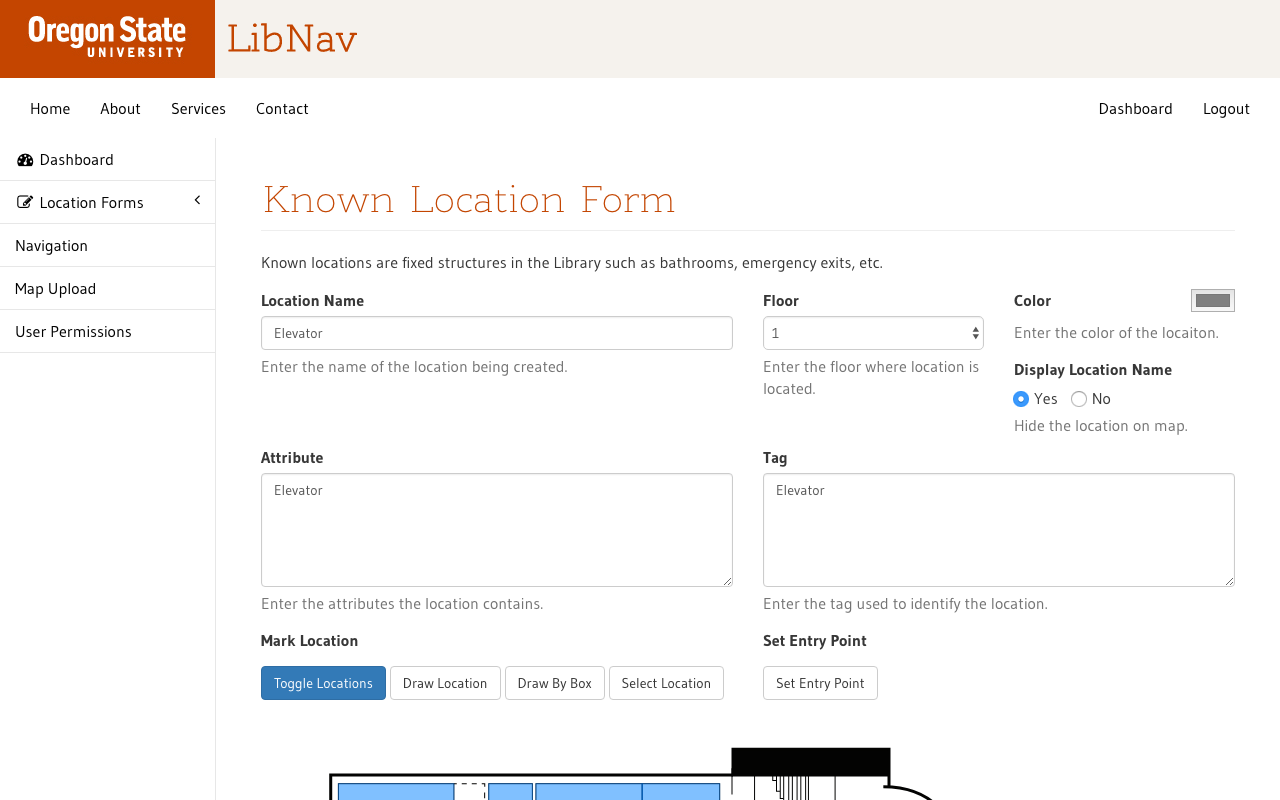 Oregon State
UNIVERSITY
LibNav
Home About Services Contact Dashboard Logout
Dashboard
Location Forms
Navigation
Map Upload
User Permissions
Known Location Form
Known locations are fixed structures in the Library such as bathrooms, emergency exits, etc.
Location Name
Elevator
Enter the name of the location being created.
Floor
1
Enter the floor where location is
located.
Color
Enter the color of the locaiton.
Display Location Name
Yes No
Hide the location on map.
Attribute
Elevator
Enter the attributes the location contains.
Tag
Elevator
Enter the tag used to identify the location.
Mark Location
Toggle Locations Draw Location Draw By Box Select Location
Set Entry Point
Set Entry Point